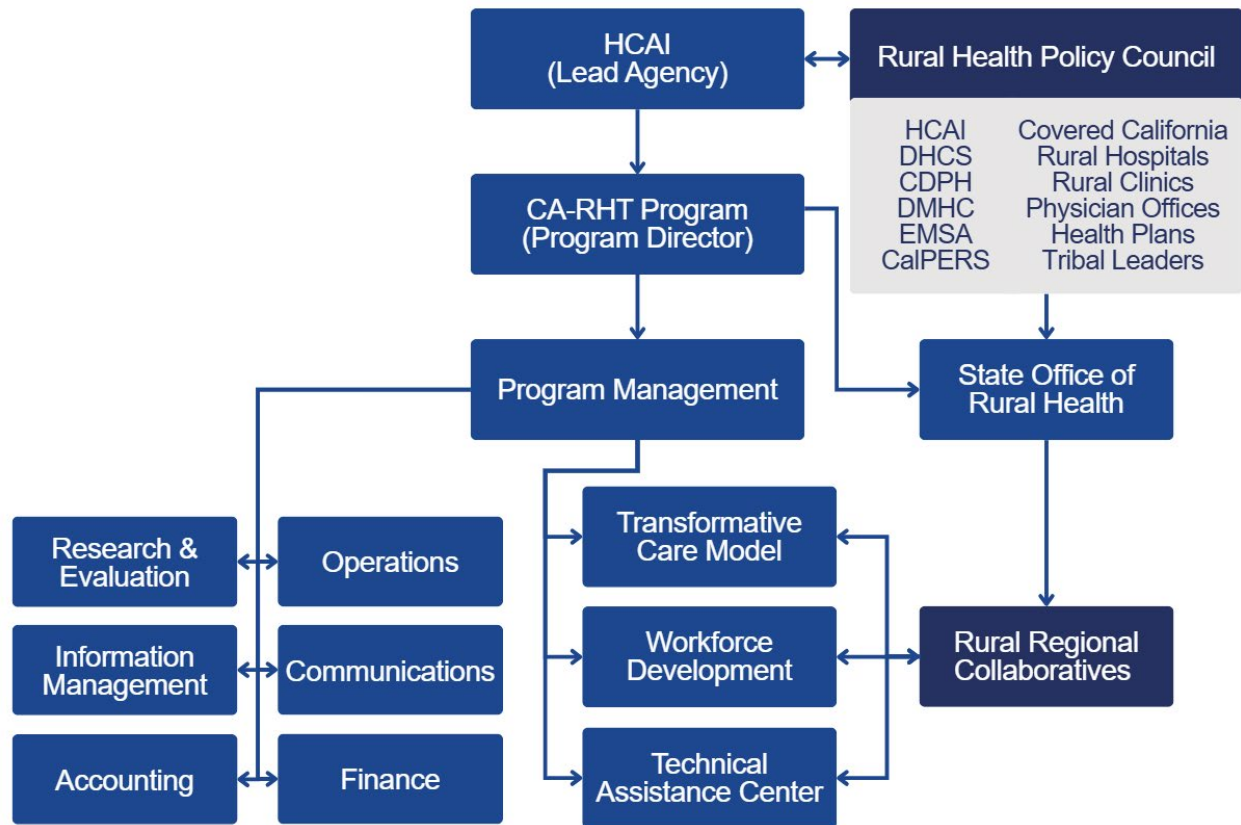 HCAI
(Lead Agency)
Rural Health Policy Council
HCAI Covered California
DHCS Rural Hospitals
CDPH Rural Clinics
DMHC Physician Offices
EMSA Health Plans
CalPERS Tribal Leaders
CA-RHT Program
(Program Director)
Program Management
State Office of
Rural Health
Research &
Evaluation
Operations
Transformative
Care Model
Information
Management
Communications
Workforce
Development
Rural Regional
Collaboratives
Accounting
Finance
Technical
Assistance Center